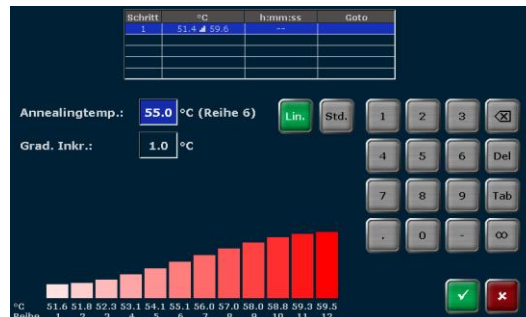 Schritt °C h:mm:ss Goto
1 51.4 59.6 --
Annealingtemp.: 55.0 °C (Reihe 6) Lin. Std. 1 2 3
Grad. Inkr.: 1.0 °C
4 5 6 Del
7 8 9 Tab
. 0 - ∞
°C 51.6 51.8 52.3 53.1 54.1 55.1 56.0 57.0 58.0 58.8 59.3 59.5
Reihe 1 2 3 4 5 6 7 8 9 10 11 12